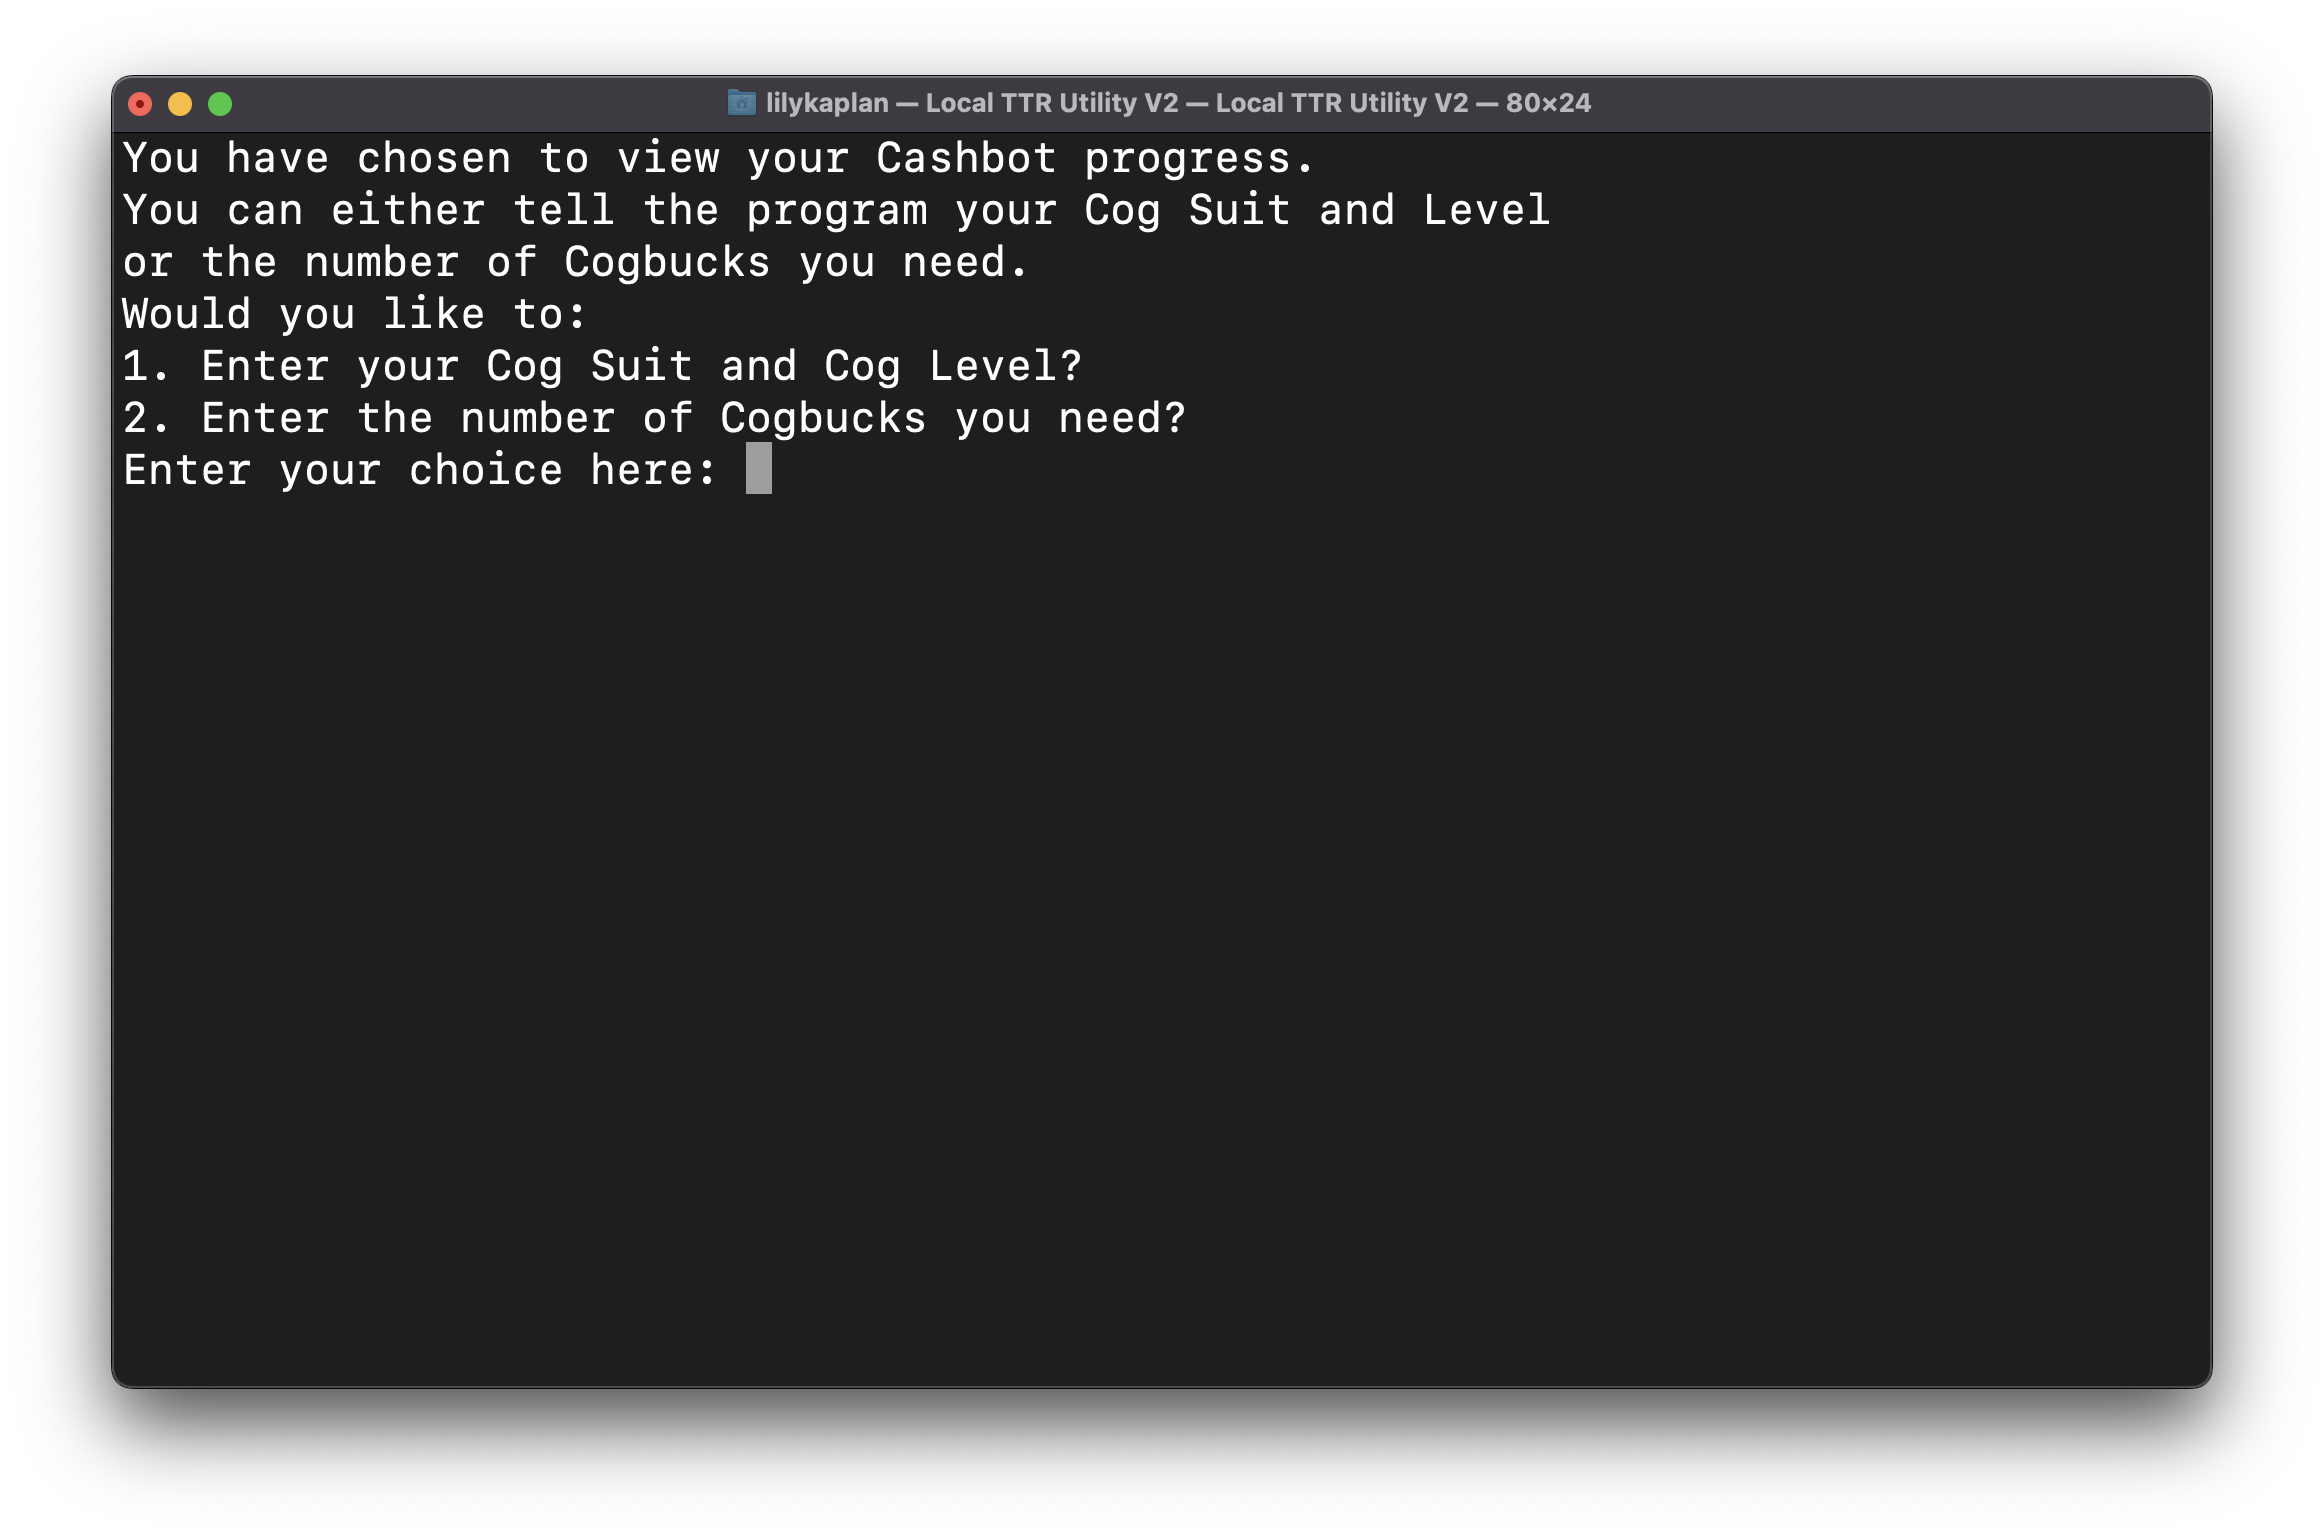 lilykaplan — Local TTR Utility V2 — Local TTR Utility V2 — 80×24
You have chosen to view your Cashbot progress.
You can either tell the program your Cog Suit and Level
or the number of Cogbucks you need.
Would you like to:
1. Enter your Cog Suit and Cog Level?
2. Enter the number of Cogbucks you need?
Enter your choice here: